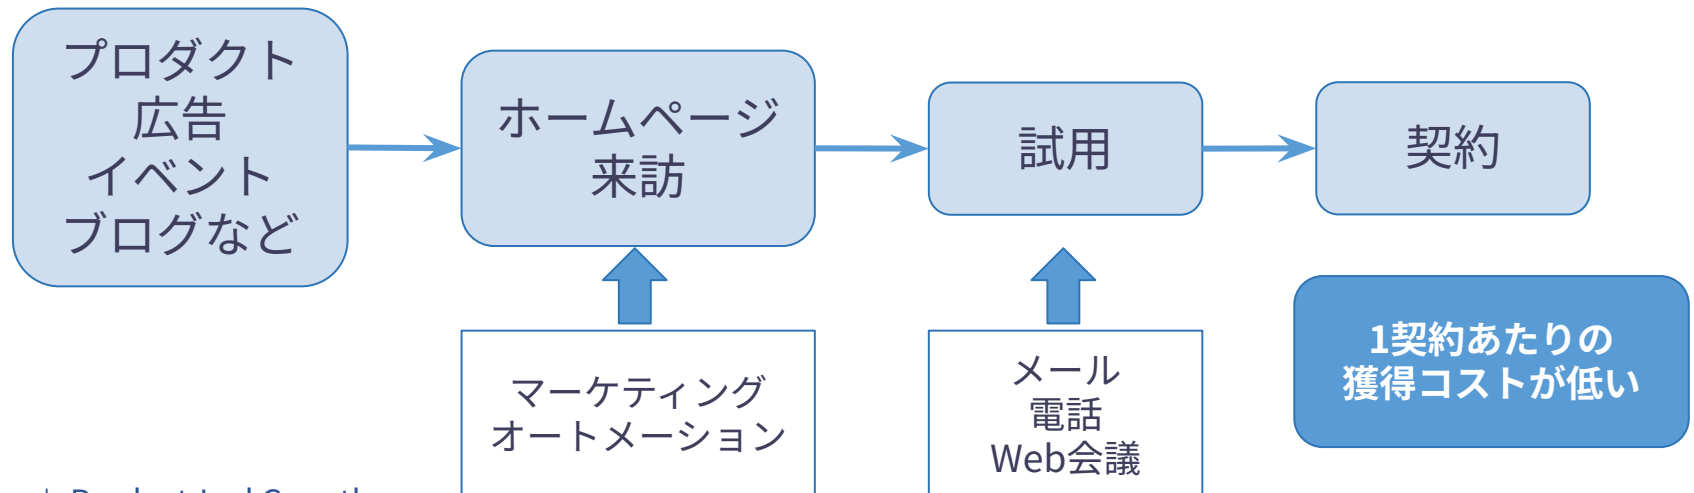 プロダクト
広告
イベント
ブログなど
ホームページ
来訪
試用
契約
マーケティング
オートメーション
メール
電話
Web会議
1契約あたりの
獲得コストが低い